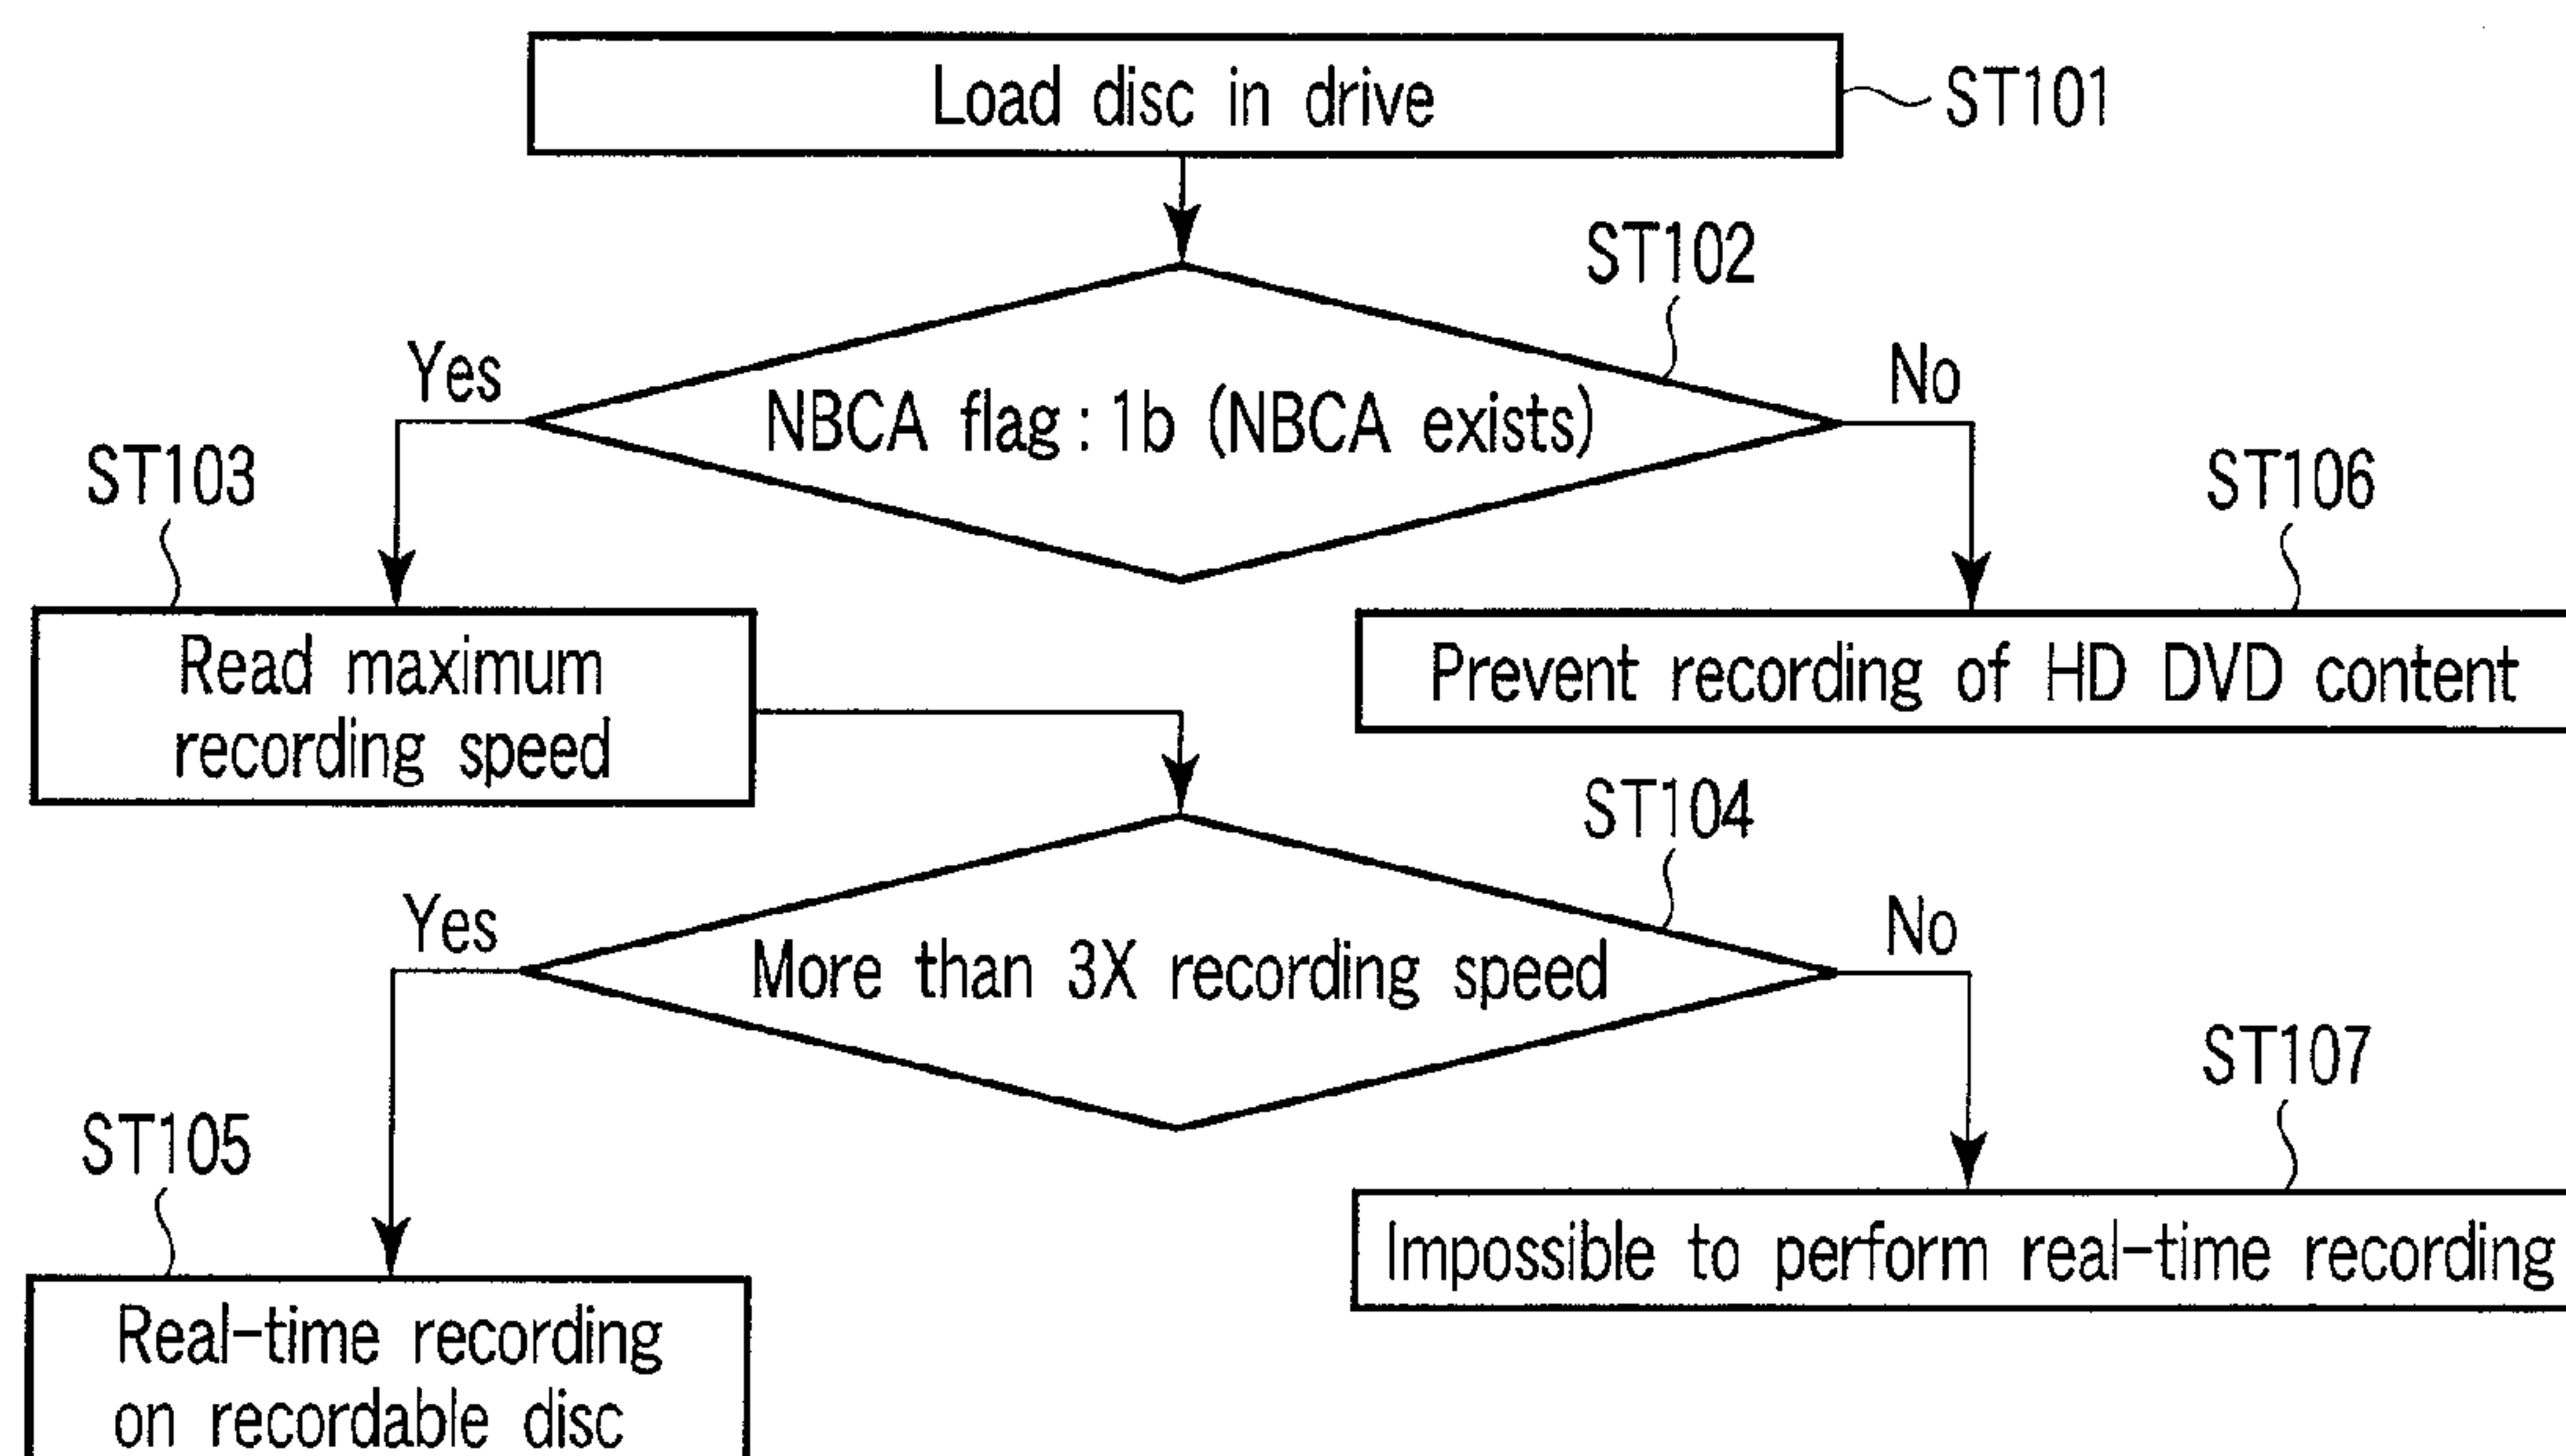 Load disc in drive
ST101
ST102
Yes
NBCA flag : 1b (NBCA exists)
No
ST103
ST106
Read maximum
recording speed
Prevent recording of HD DVD content
ST104
Yes
More than 3X recording speed
No
ST107
ST105
Impossible to perform real-time recording
Real-time recording
on recordable disc